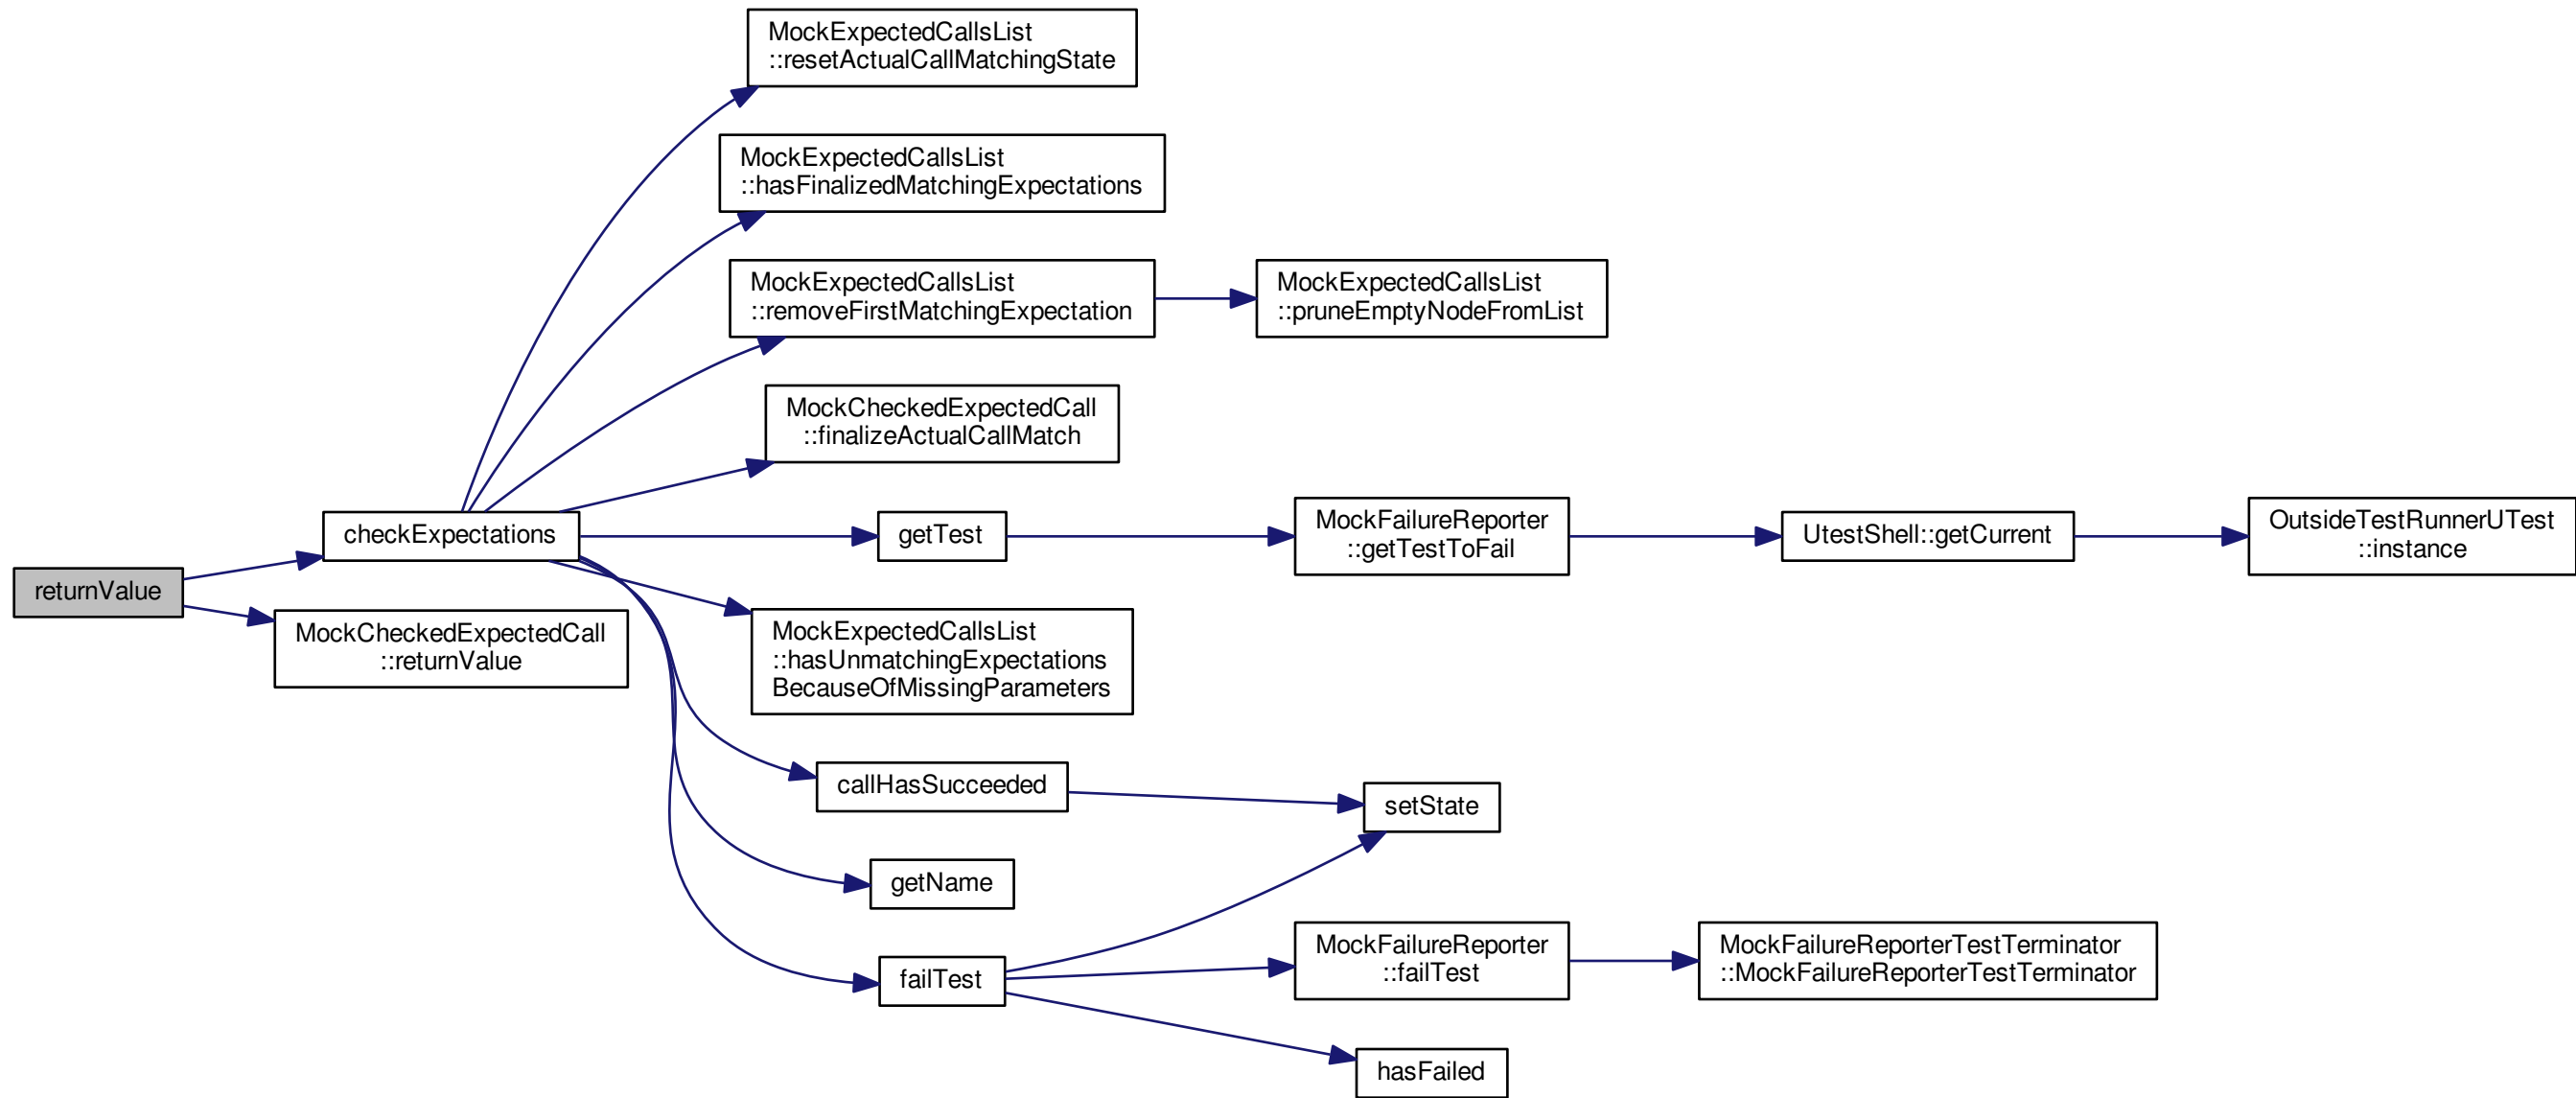 MockExpectedCallsList
::resetActualCallMatchingState
MockExpectedCallsList
::hasFinalizedMatchingExpectations
MockExpectedCallsList
::removeFirstMatchingExpectation
MockExpectedCallsList
::pruneEmptyNodeFromList
MockCheckedExpectedCall
::finalizeActualCallMatch
checkExpectations
getTest
MockFailureReporter
::getTestToFail
UtestShell::getCurrent
OutsideTestRunnerUTest
::instance
returnValue
MockCheckedExpectedCall
::returnValue
MockExpectedCallsList
::hasUnmatchingExpectations
BecauseOfMissingParameters
callHasSucceeded
setState
getName
failTest
MockFailureReporter
::failTest
MockFailureReporterTestTerminator
::MockFailureReporterTestTerminator
hasFailed